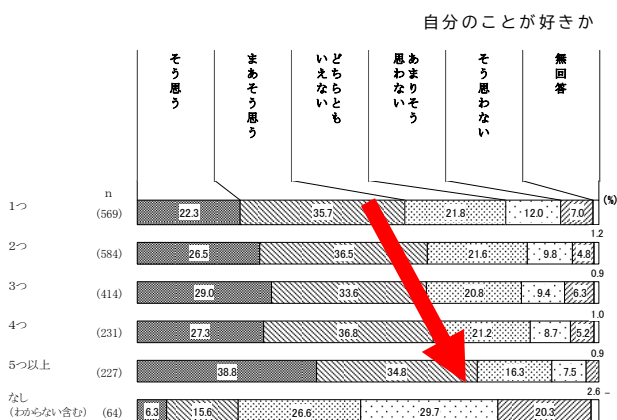 自分のことが好きか
そう思う
まあそう思う
どちらとも
いえない
あまりそう
思わない
そう思わない
無回答
n
(%)
1つ (569) 22.3 35.7 21.8 12.0 7.0
1.2
2つ (584) 26.5 36.5 21.6 9.8 4.8
0.9
3つ (414) 29.0 33.6 20.8 9.4 6.3
1.0
4つ (231) 27.3 36.8 21.2 8.7 5.2
0.9
5つ以上 (227) 38.8 34.8 16.3 7.5
2.6
なし
(わからない含む) (64) 6.3 15.6 26.6 29.7 20.3